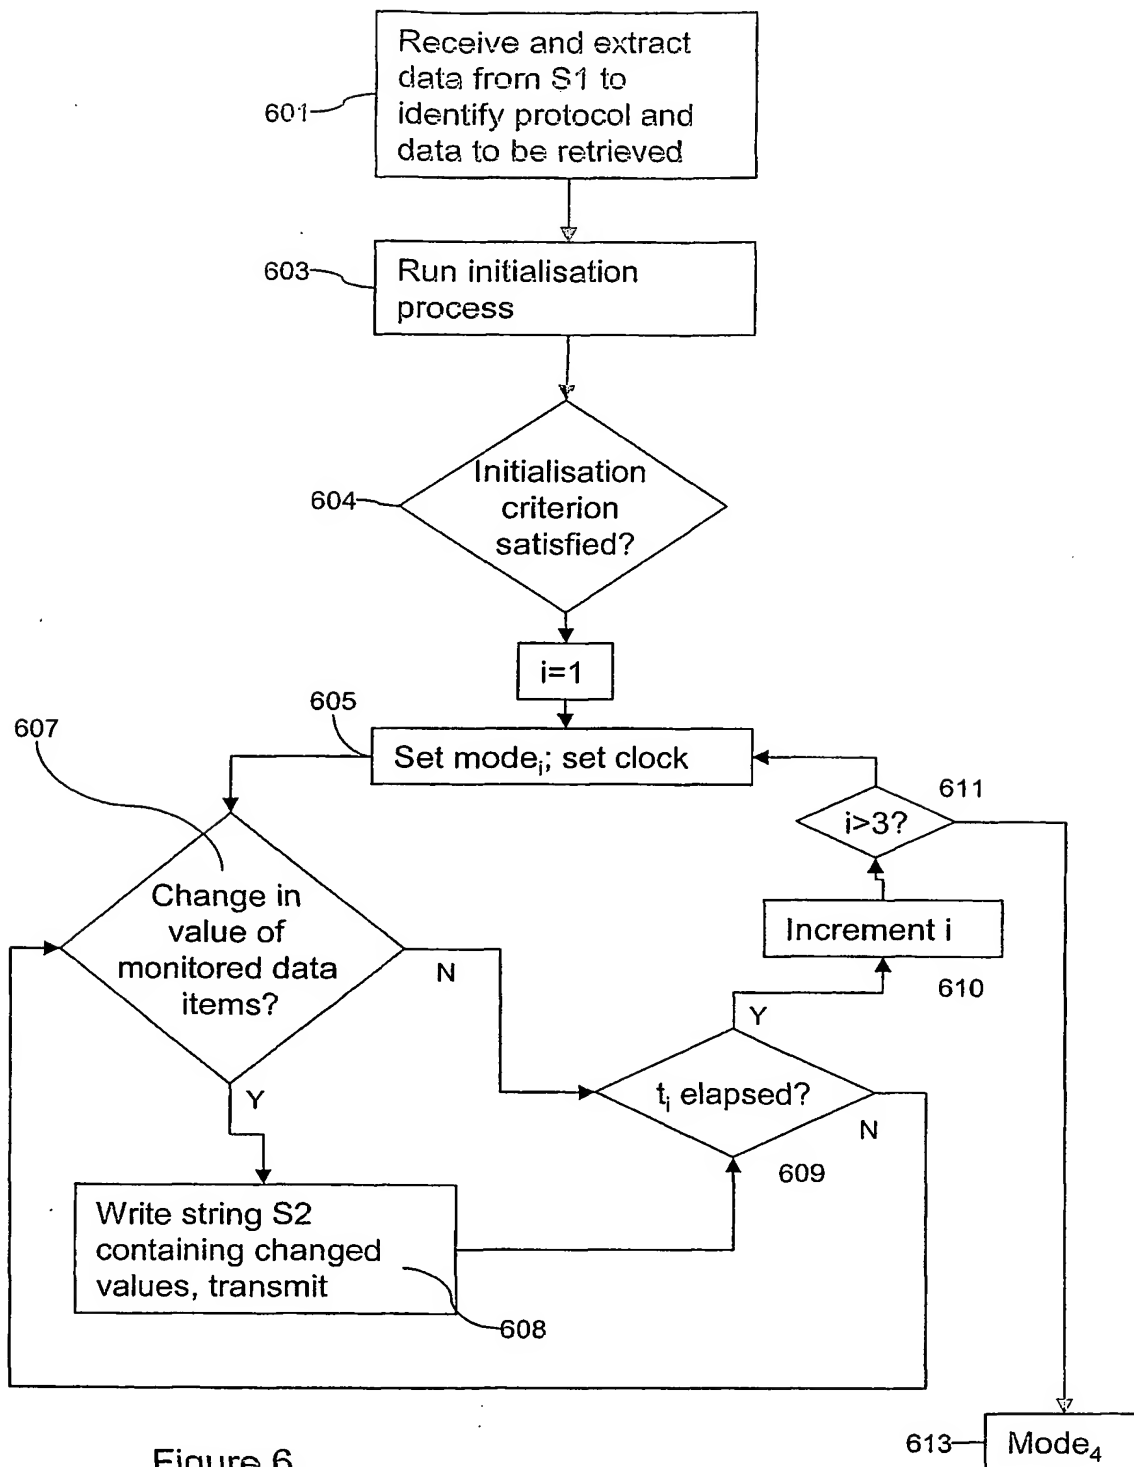 Receive and extract
data from S1 to
identify protocol and
data to be retrieved
601
603
Run initialisation
process
604
Initialisation
criterion
satisfied?
i=1
605
607
Set modeᵢ; set clock
611
i>3?
Change in
value of
monitored data
items?
N
Increment i
610
Y
Y
tᵢ elapsed?
N
609
Write string S2
containing changed
values, transmit
608
613
Mode₄
Figure 6